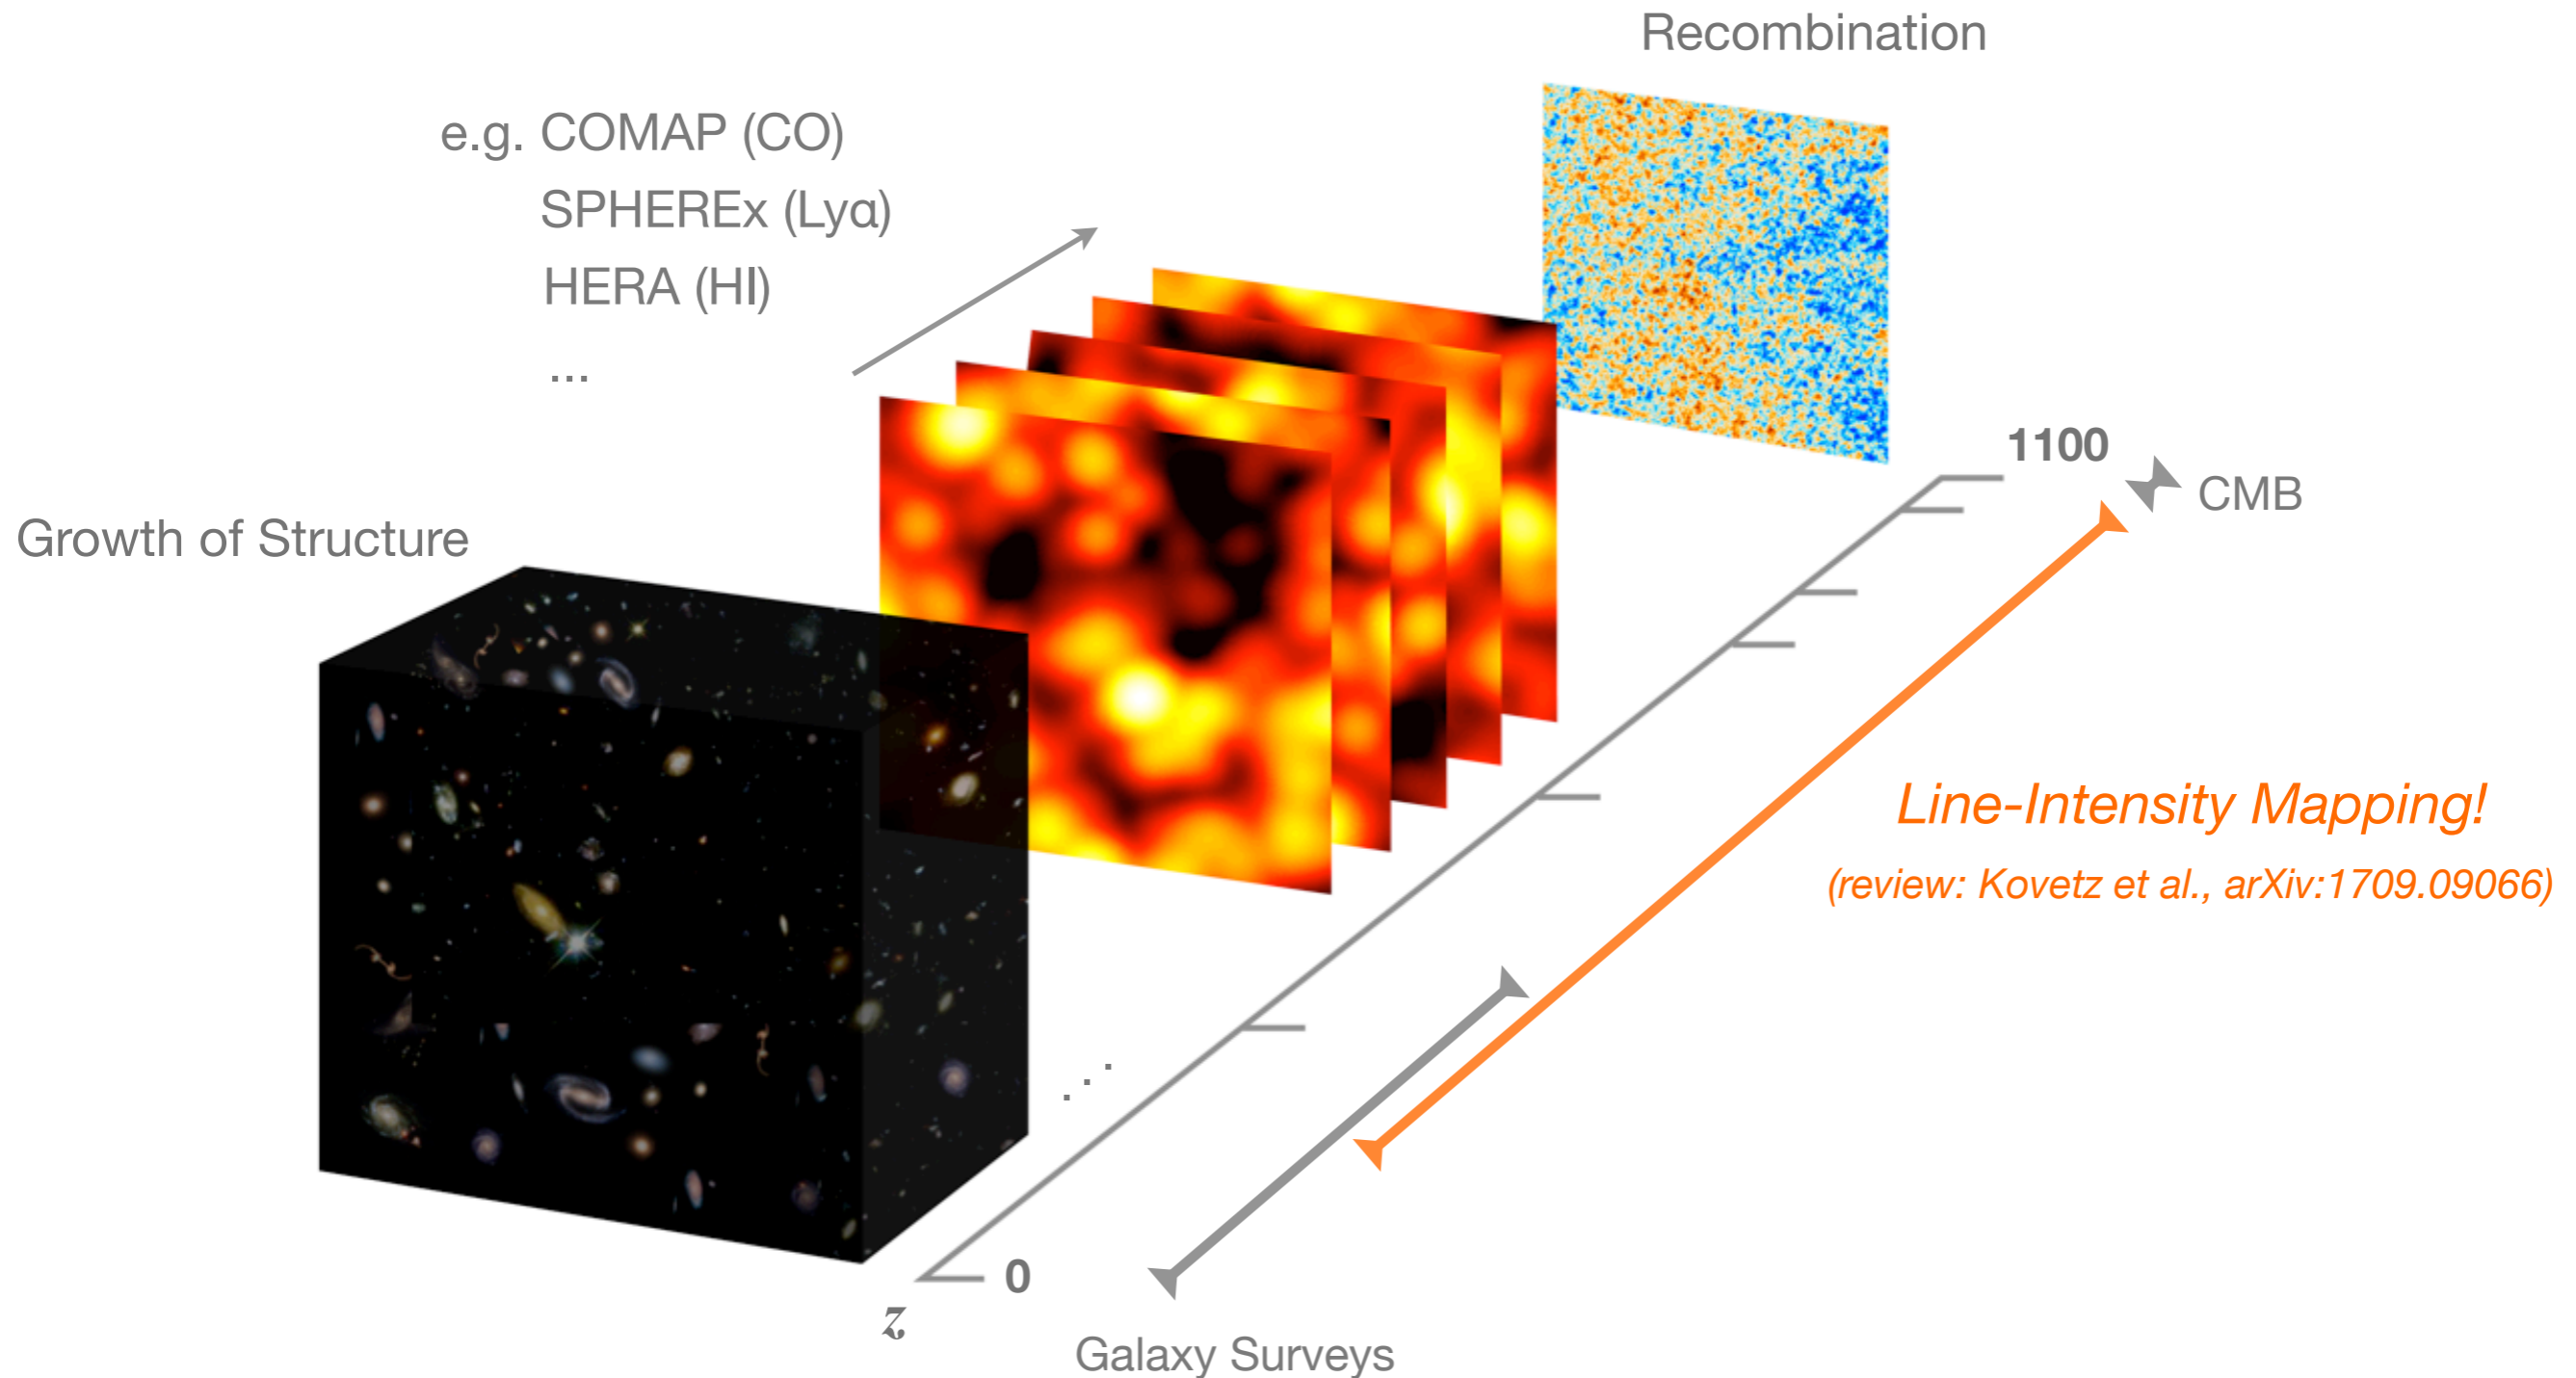 Recombination
e.g. COMAP (CO)
SPHEREx (Lyα)
HERA (HI)
...
Growth of Structure
1100
CMB
Line-Intensity Mapping!
(review: Kovetz et al., arXiv:1709.09066)
0
z
Galaxy Surveys